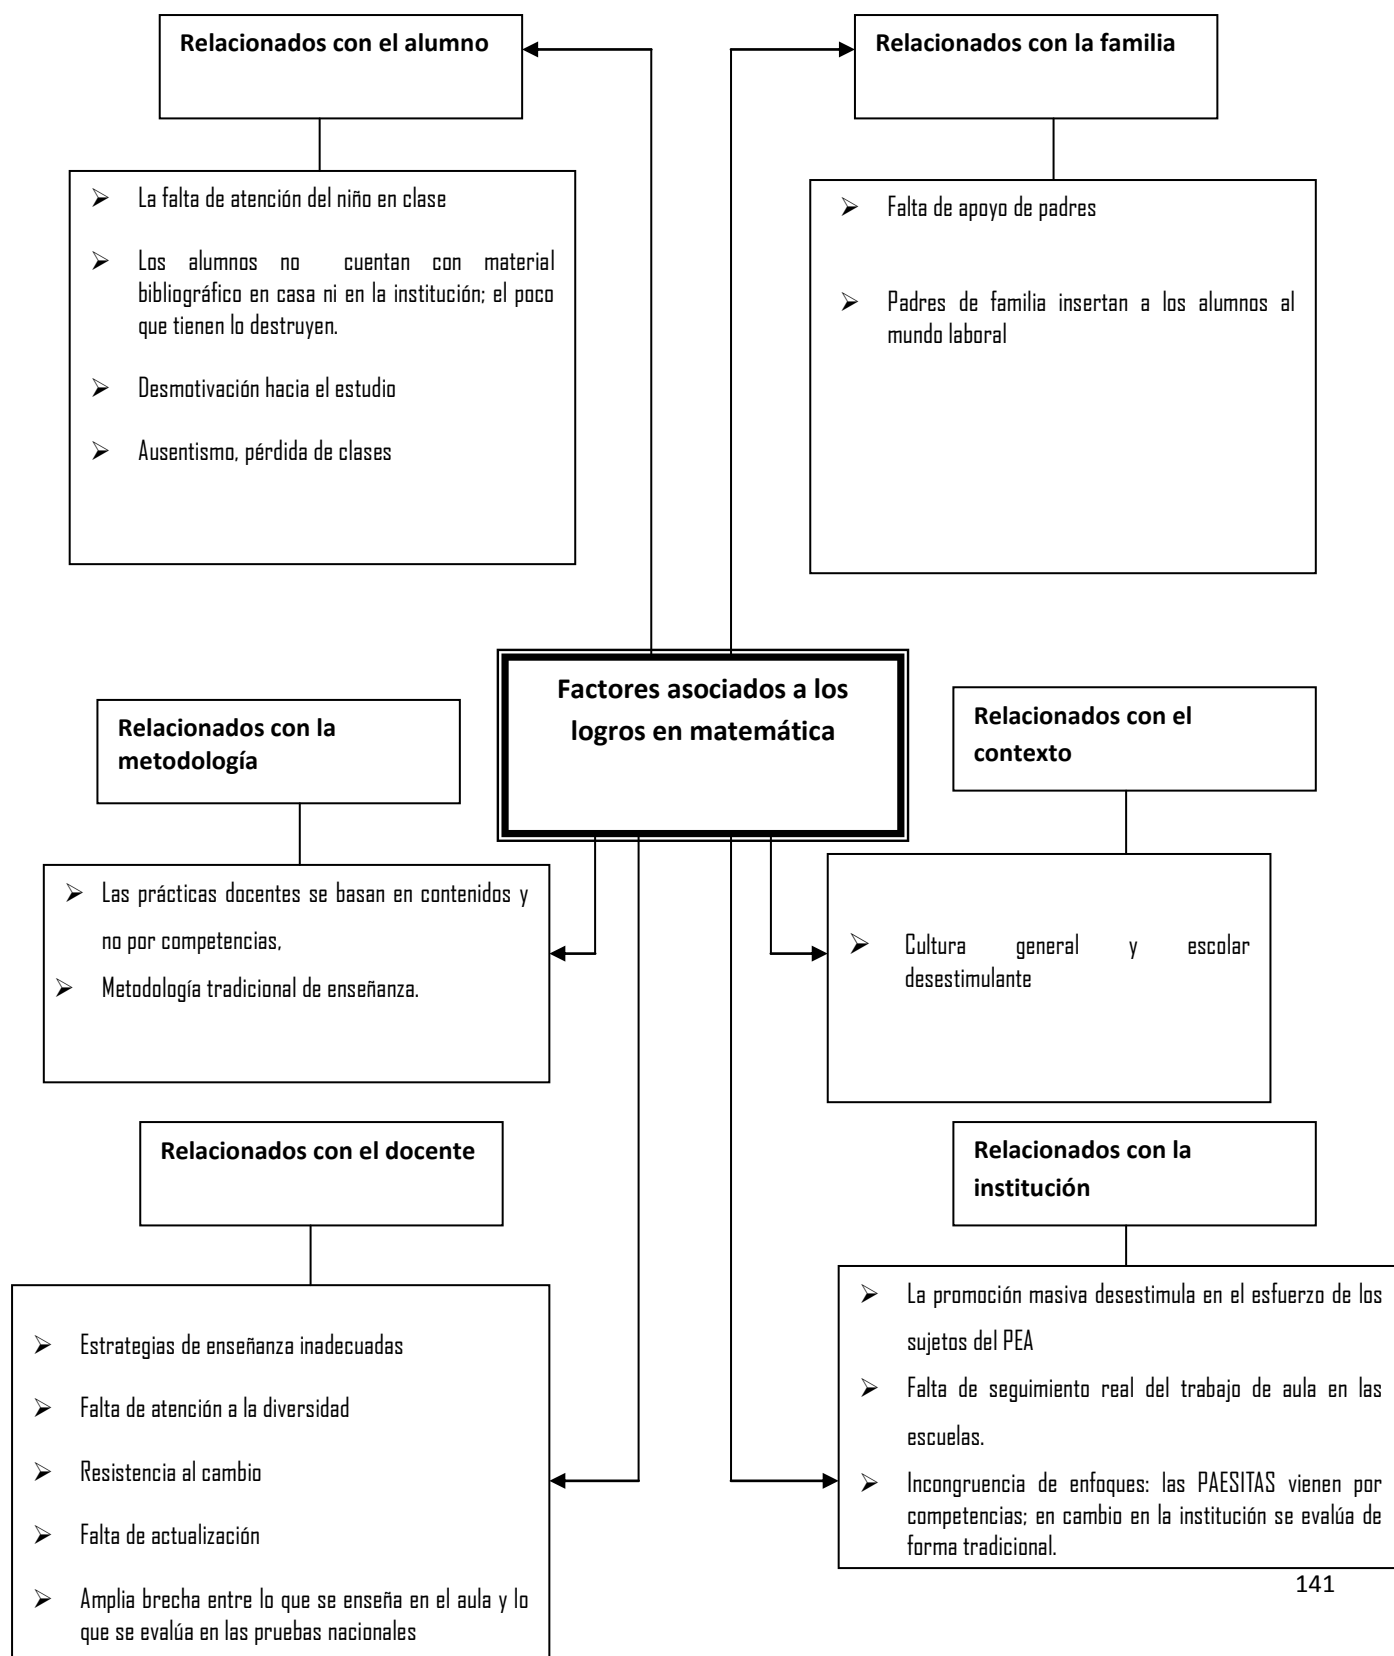 Relacionados con el alumno
La falta de atención del niño en clase
Los alumnos no cuentan con material
bibliográfico en casa ni en la institución; el poco
que tienen lo destruyen.
Desmotivación hacia el estudio
Ausentismo, pérdida de clases
Relacionados con la familia
Falta de apoyo de padres
Padres de familia insertan a los alumnos al
mundo laboral
Factores asociados a los
logros en matemática
Relacionados con la
metodología
Las prácticas docentes se basan en contenidos y
no por competencias,
Metodología tradicional de enseñanza.
Relacionados con el
contexto
Cultura general y escolar
desestimulante
Relacionados con el docente
Estrategias de enseñanza inadecuadas
Falta de atención a la diversidad
Resistencia al cambio
Falta de actualización
Amplia brecha entre lo que se enseña en el aula y lo
que se evalúa en las pruebas nacionales
Relacionados con la
institución
La promoción masiva desestimula en el esfuerzo de los
sujetos del PEA
Falta de seguimiento real del trabajo de aula en las
escuelas.
Incongruencia de enfoques: las PAESITAS vienen por
competencias; en cambio en la institución se evalúa de
forma tradicional.
141